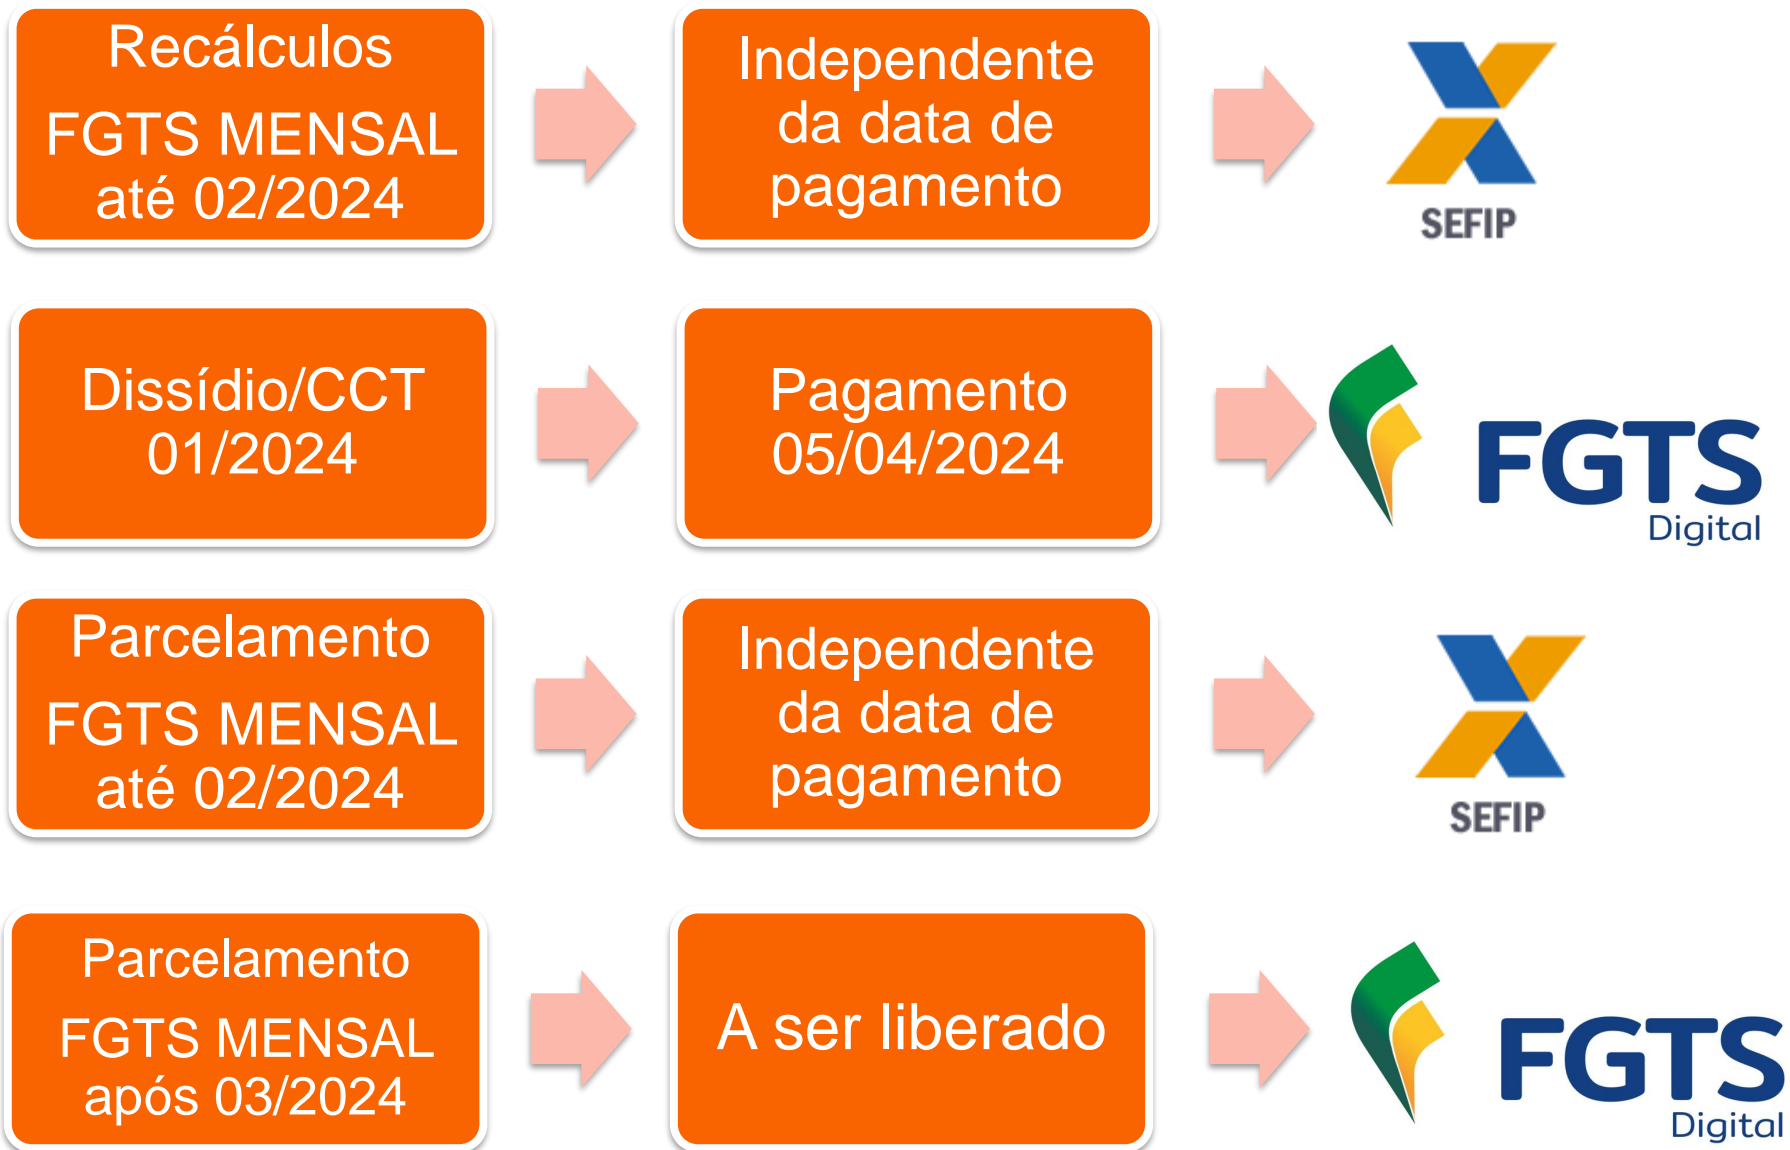 Recálculos
FGTS MENSAL
até 02/2024
Independente
da data de
pagamento
SEFIP
Dissídio/CCT
01/2024
Pagamento
05/04/2024
FGTS
Digital
Parcelamento
FGTS MENSAL
até 02/2024
Independente
da data de
pagamento
SEFIP
Parcelamento
FGTS MENSAL
após 03/2024
A ser liberado
FGTS
Digital